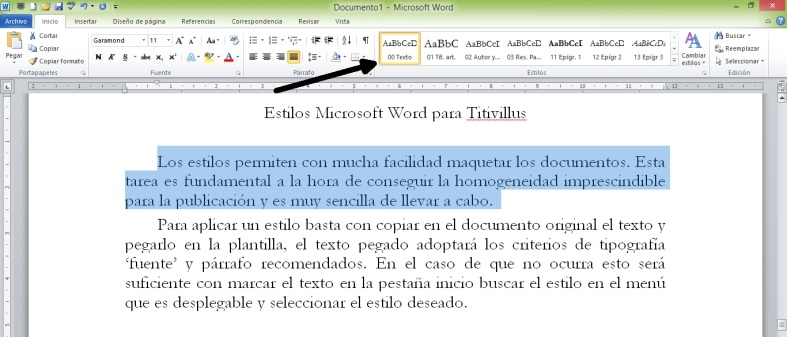 Documento1 - Microsoft Word
Archivo Inicio Insertar Diseño de página Referencias Correspondencia Revisar Vista
Pegar Cortar Garamond 11 AaBbCcD AaBbC AaBbCcI AaBbCcD AaBbCcI AaBbCcD AaBbCcDc Cambiar estilos Buscar
Copiar Reemplazar
Copiar formato 00 Texto 01 Tít. art. 02 Autor y... 03 Res. Pa... 11 Epígr. 1 12 Epígr 2 13 Epígr 3 Seleccionar
Portapapeles Fuente Párrafo Estilos Edición
Estilos Microsoft Word para Titivillus
Los estilos permiten con mucha facilidad maquetar los documentos. Esta
tarea es fundamental a la hora de conseguir la homogeneidad imprescindible
para la publicación y es muy sencilla de llevar a cabo.
Para aplicar un estilo basta con copiar en el documento original el texto y
pegarlo en la plantilla, el texto pegado adoptará los criterios de tipografía
‘fuente’ y párrafo recomendados. En el caso de que no ocurra esto será
suficiente con marcar el texto en la pestaña inicio buscar el estilo en el menú
que es desplegable y seleccionar el estilo deseado.